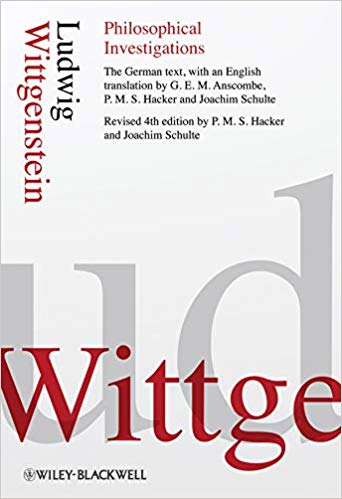 Ludwig
Wittgenstein
Philosophical
Investigations
The German text, with an English
translation by G. E. M. Anscombe,
P. M. S. Hacker and Joachim Schulte
Revised 4th edition by P. M. S. Hacker
and Joachim Schulte
ud
Wittge
WILEY-BLACKWELL